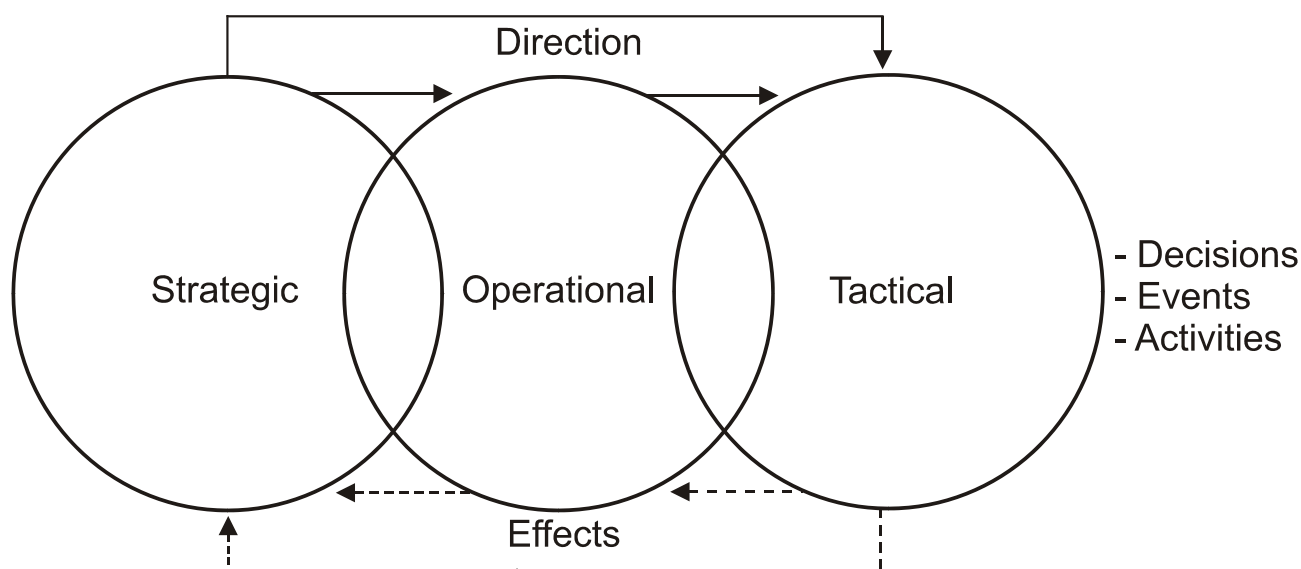 Direction
Strategic
Operational
Tactical
- Decisions
- Events
- Activities
Effects